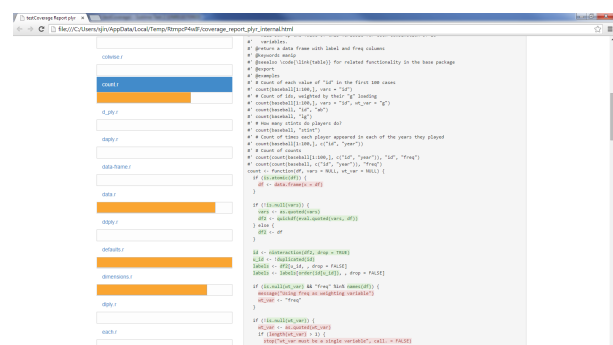 testCoverage Report plyr
file:///C:/Users/sjlin/AppData/Local/Temp/RtmpcP4wIF/coverage_report_plyr_internal.html
colwise.r
count.r
d_ply.r
daply.r
data-frame.r
data.r
ddply.r
defaults.r
dimensions.r
dlply.r
each.r
#' variables.
#' @return a data frame with label and freq columns
#' @keywords manip
#' @seealso \code{\link{table}} for related functionality in the base package
#' @export
#' @examples
#' # Count of each value of "id" in the first 100 cases
#' count(baseball[1:100,], vars = "id")
#' # Count of ids, weighted by their "g" loading
#' count(baseball[1:100,], vars = "id", wt_var = "g")
#' count(baseball, "id", "ab")
#' count(baseball, "lg")
#' # How many stints do players do?
#' count(baseball, "stint")
#' # Count of times each player appeared in each of the years they played
#' count(baseball[1:100,], c("id", "year"))
#' # Count of counts
#' count(count(baseball[1:100,], c("id", "year")), "id", "freq")
#' count(count(baseball, c("id", "year")), "freq")
count <- function(df, vars = NULL, wt_var = NULL) {
if (is.atomic(df)) {
df <- data.frame(x = df)
}
if (!is.null(vars)) {
vars <- as.quoted(vars)
df2 <- quickdf(eval.quoted(vars, df))
} else {
df2 <- df
}
id <- ninteraction(df2, drop = TRUE)
u_id <- !duplicated(id)
labels <- df2[u_id, , drop = FALSE]
labels <- labels[order(id[u_id]), , drop = FALSE]
if (is.null(wt_var) && "freq" %in% names(df)) {
message("Using freq as weighting variable")
wt_var <- "freq"
}
if (!is.null(wt_var)) {
wt_var <- as.quoted(wt_var)
if (length(wt_var) > 1) {
stop("wt_var must be a single variable", call. = FALSE)